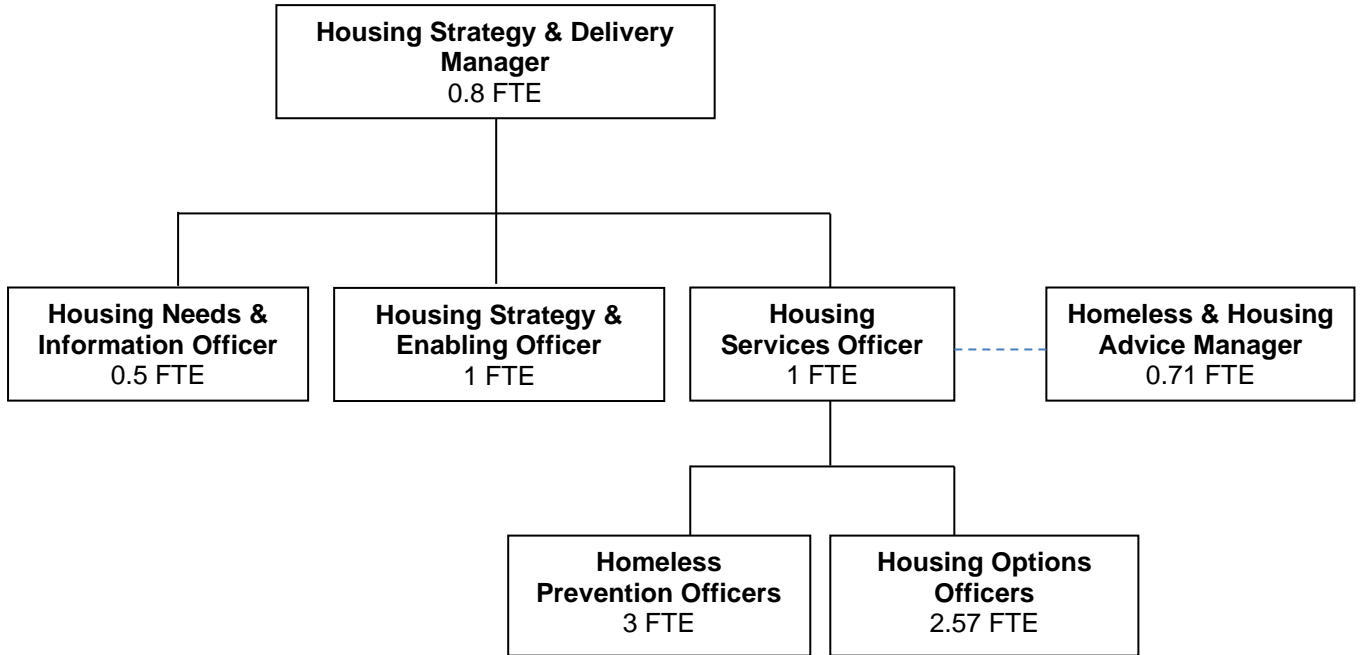 Housing Strategy & Delivery
Manager
0.8 FTE
Housing Needs &
Information Officer
0.5 FTE
Housing Strategy &
Enabling Officer
1 FTE
Housing
Services Officer
1 FTE
Homeless & Housing
Advice Manager
0.71 FTE
Homeless
Prevention Officers
3 FTE
Housing Options
Officers
2.57 FTE